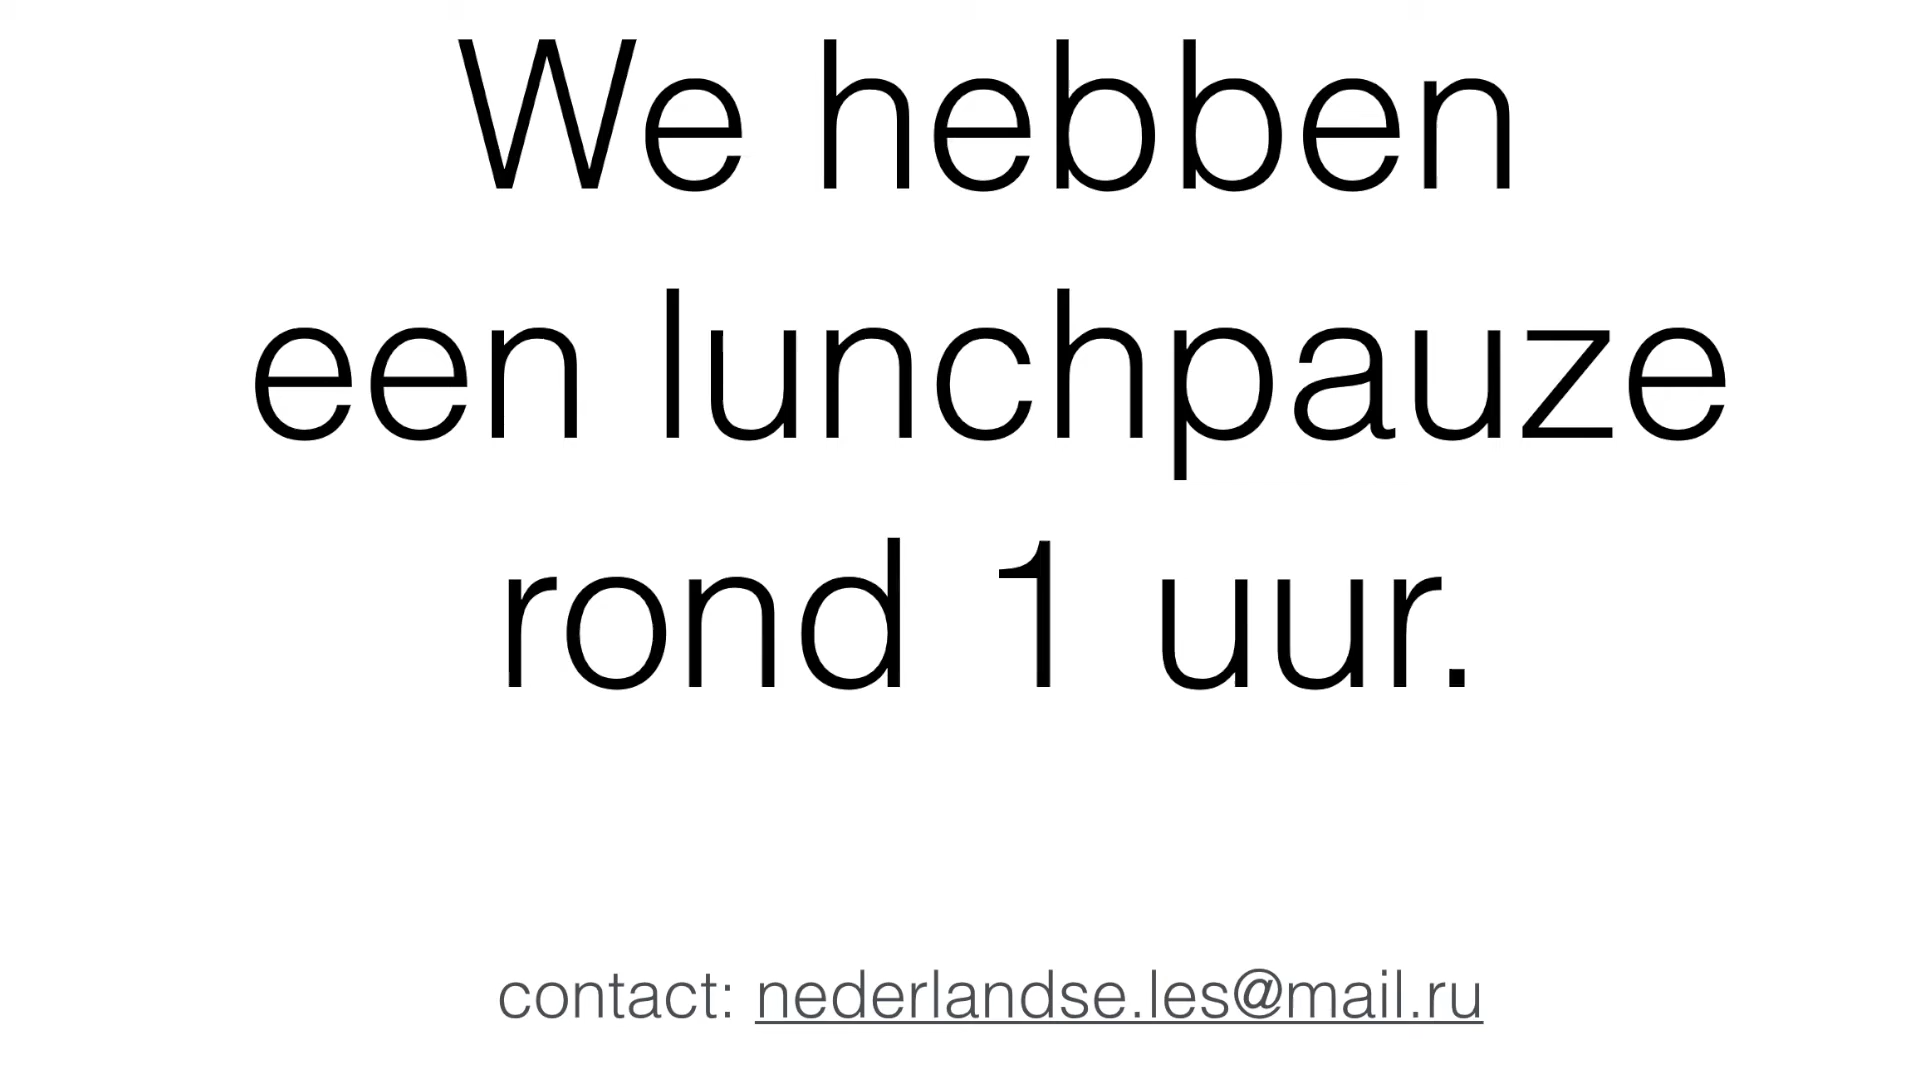 We hebben
een lunchpauze
rond 1 uur.
contact: nederlandse.les@mail.ru